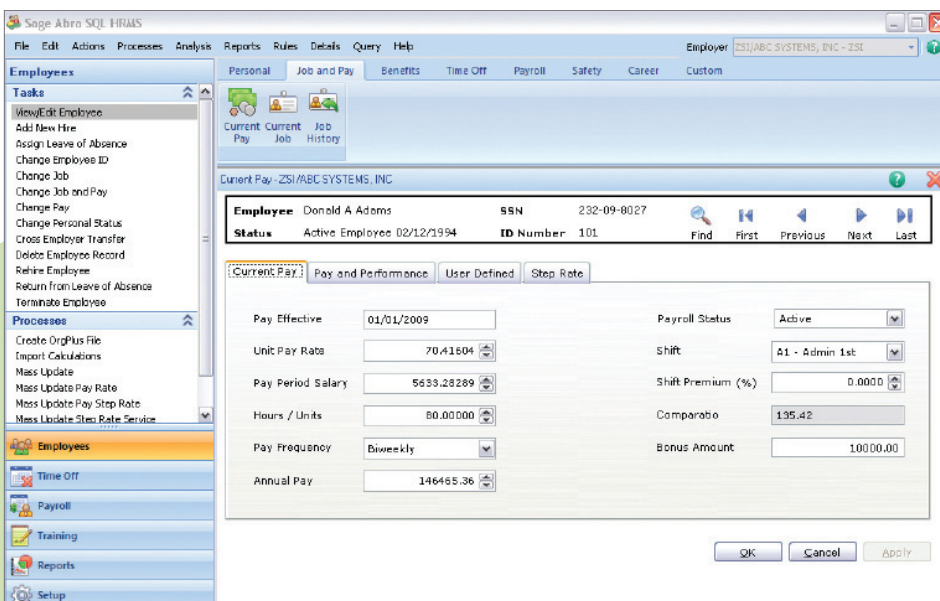 Sage Abra SQL HRMS
File Edit Actions Processes Analysis Reports Rules Details Query Help Employer ZSI/ABC SYSTEMS, INC - ZSI
Employees
Personal Job and Pay Benefits Time Off Payroll Safety Career Custom
Tasks
View/Edit Employee
Add New Hire
Assign Leave of Absence
Change Employee ID
Change Job
Change Job and Pay
Change Pay
Change Personal Status
Cross Employer Transfer
Delete Employee Record
Rehire Employee
Return from Leave of Absence
Terminate Employee
Processes
Create OrgPlus File
Import Calculations
Mass Update
Mass Update Pay Rate
Mass Update Pay Step Rate
Mass Update Step Rate Service
Employees
Time Off
Payroll
Training
Reports
Setup
Current Pay
Current Job
Job History
Current Pay - ZSI/ABC SYSTEMS, INC
Employee Donald A Adams SSN 232-09-8027
Status Active Employee 02/12/1994 ID Number 101
Find First Previous Next Last
Current Pay Pay and Performance User Defined Step Rate
Pay Effective 01/01/2009 Payroll Status Active
Unit Pay Rate 70.41604 Shift A1 - Admin 1st
Pay Period Salary 5633.28289 Shift Premium (%) 0.0000
Hours / Units 80.00000 Comparatio 135.42
Pay Frequency Biweekly Bonus Amount 10000.00
Annual Pay 146465.36
OK Cancel Apply